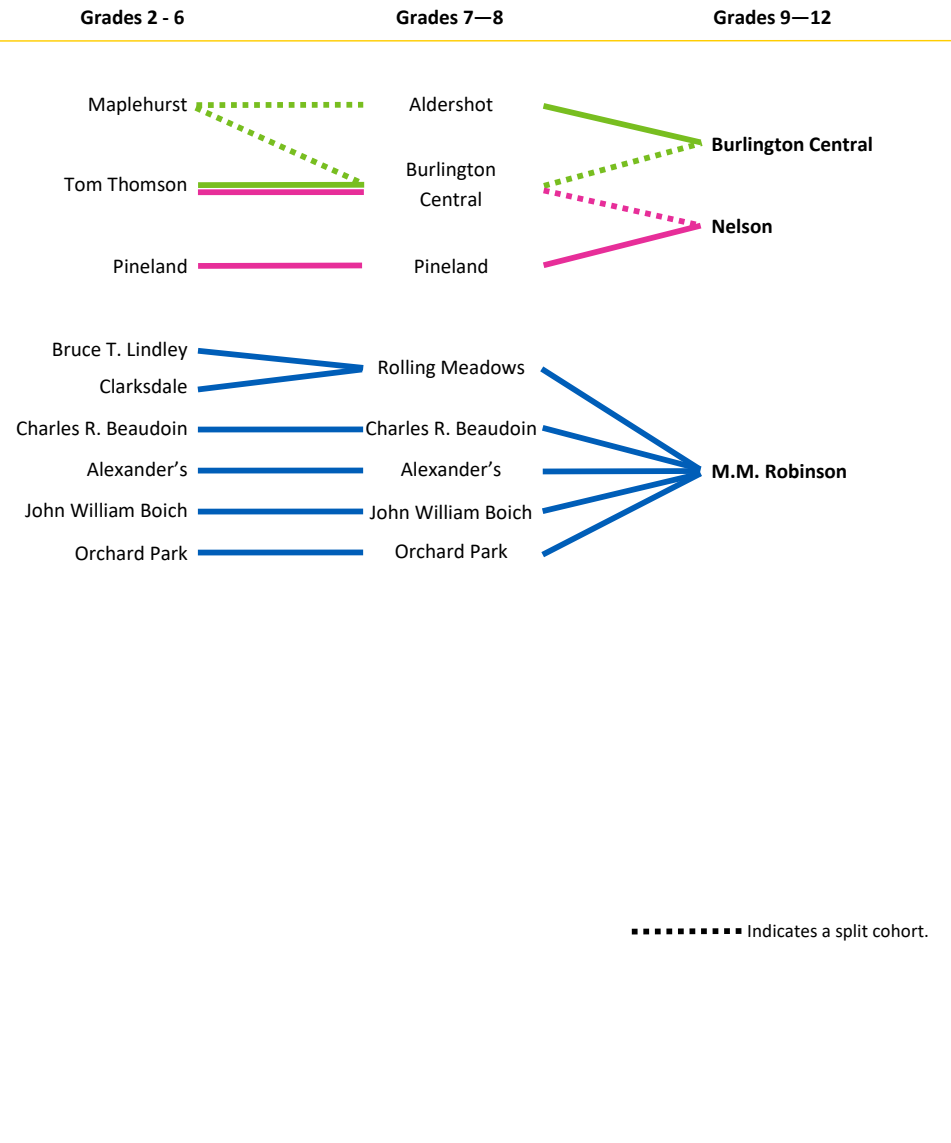 Grades 2 - 6 Grades 7—8 Grades 9—12
Maplehurst Aldershot
Burlington Central
Tom Thomson Burlington
Central
Nelson
Pineland Pineland
Bruce T. Lindley
Rolling Meadows
Clarksdale
Charles R. Beaudoin Charles R. Beaudoin
Alexander’s Alexander’s M.M. Robinson
John William Boich John William Boich
Orchard Park Orchard Park
Indicates a split cohort.